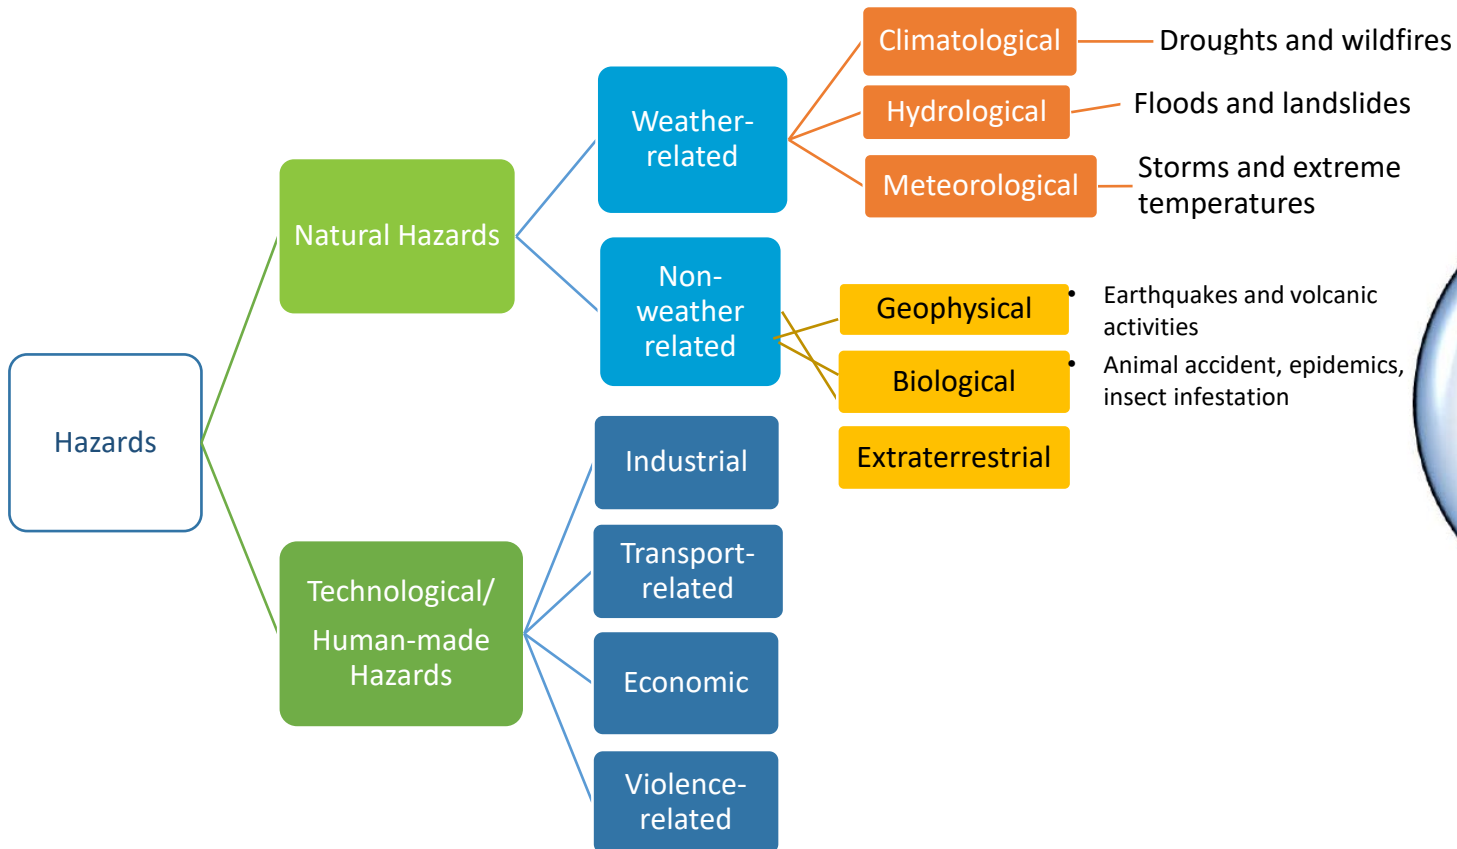 Hazards
Natural Hazards
Technological/
Human-made
Hazards
Weather-
related
Non-
weather
related
Industrial
Transport-
related
Economic
Violence-
related
Climatological
Hydrological
Meteorological
Geophysical
Biological
Extraterrestrial
Droughts and wildfires
Floods and landslides
Storms and extreme
temperatures
• Earthquakes and volcanic
activities
• Animal accident, epidemics,
insect infestation